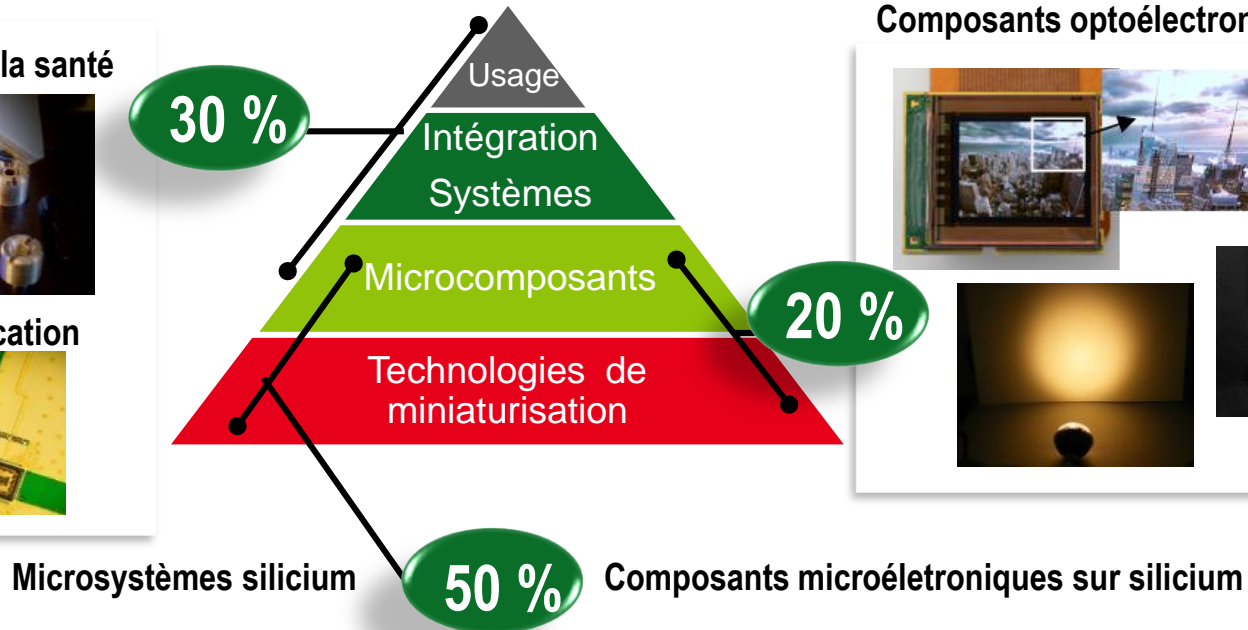 Composants optoélectron
la santé
30 %
Usage
Intégration
Systèmes
Microcomposants
20 %
cation
Technologies de
miniaturisation
Microsystèmes silicium
50 %
Composants microéletroniques sur silicium